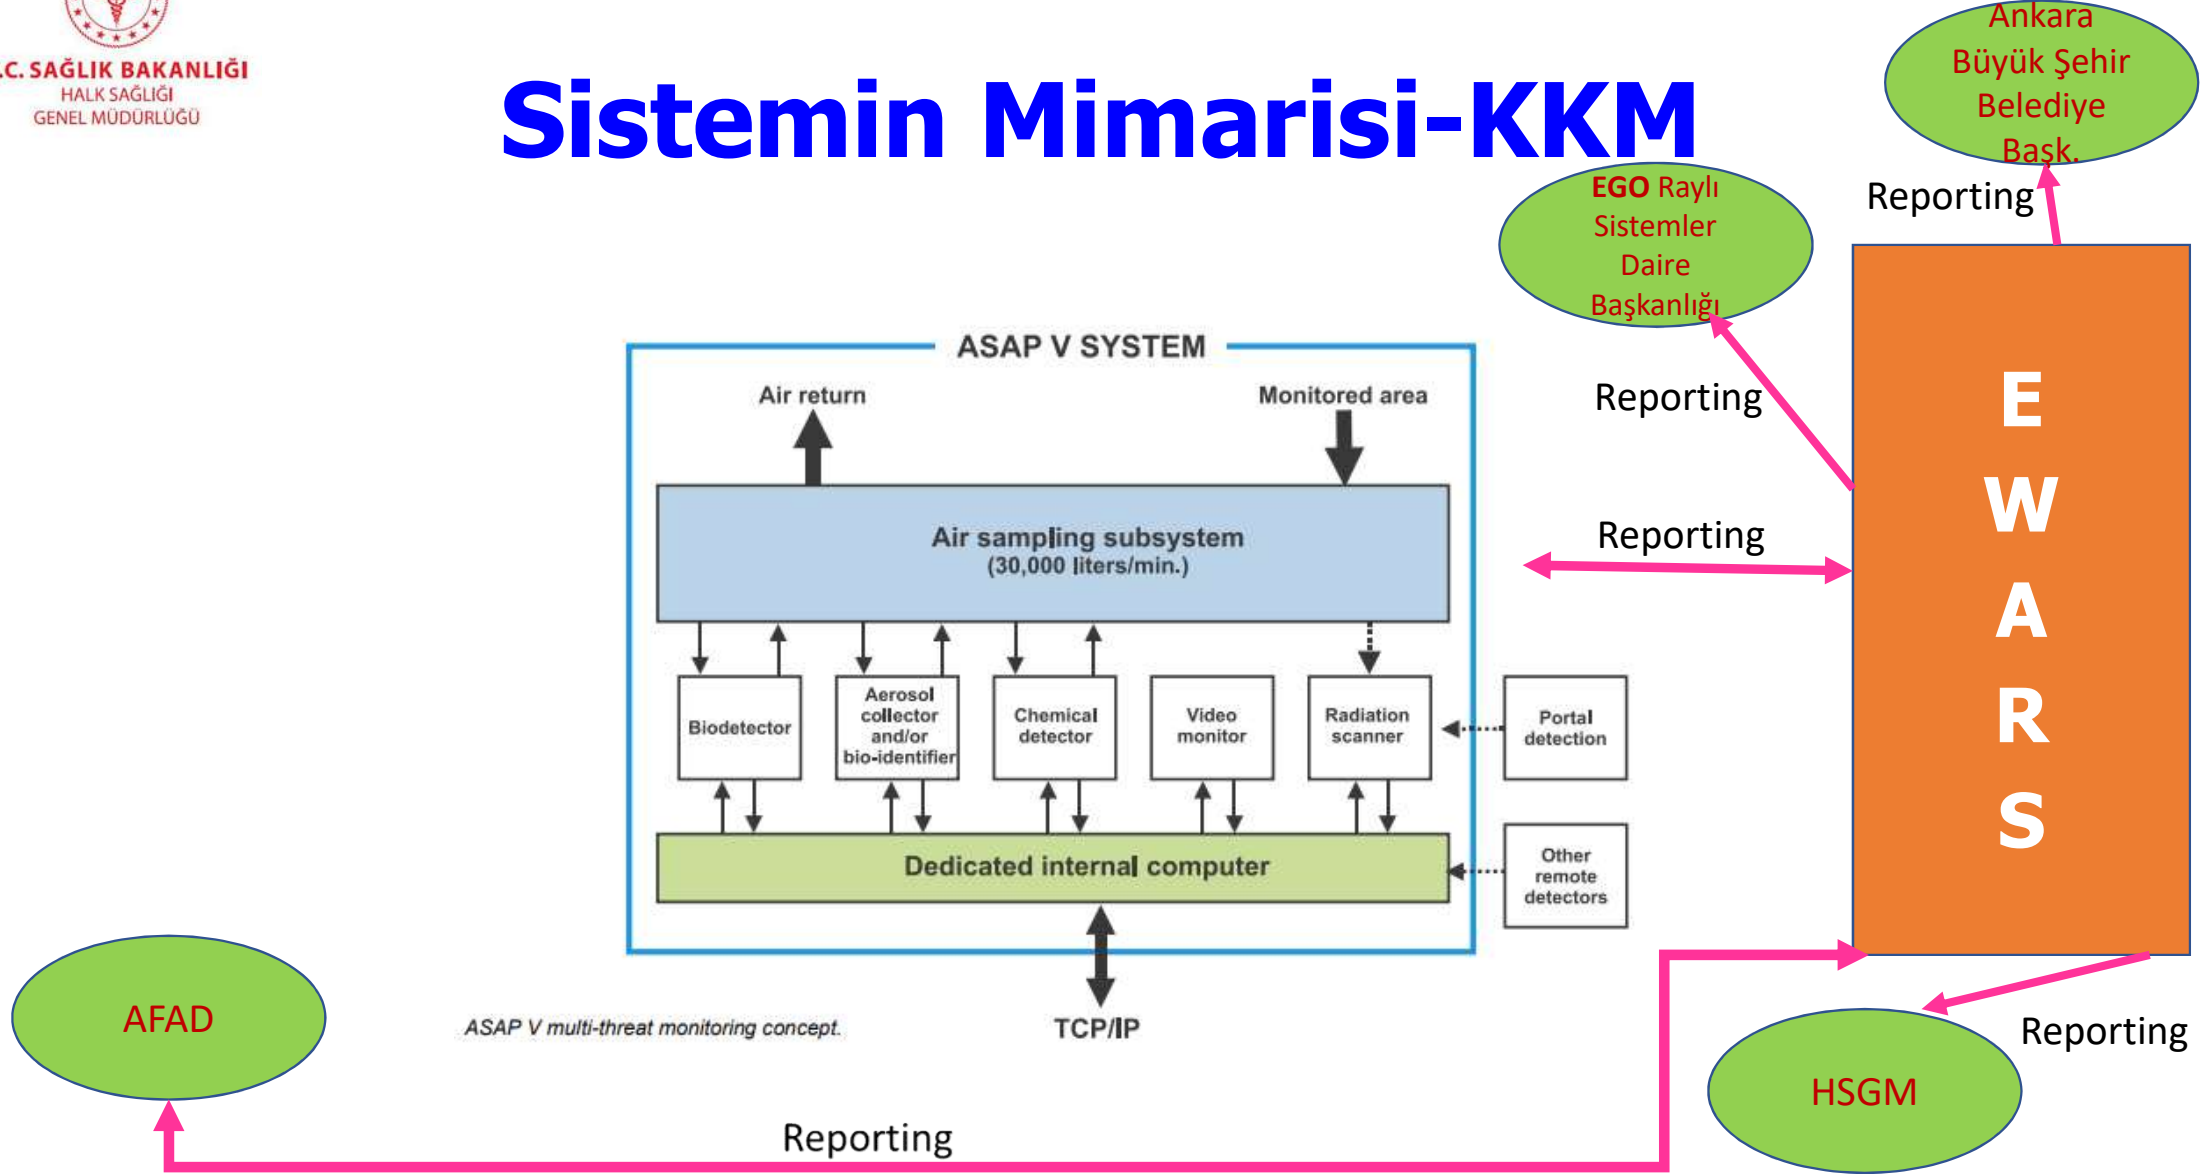 .C. SAĞLIK BAKANLIĞI
HALK SAĞLIĞI
GENEL MÜDÜRLÜĞÜ
Sistemin Mimarisi-KKM
Ankara
Büyük Şehir
Belediye
Başk.
Reporting
EGO Raylı
Sistemler
Daire
Başkanlığı
Reporting
Reporting
E
W
A
R
S
ASAP V SYSTEM
Air return
Monitored area
Air sampling subsystem
(30,000 liters/min.)
Biodetector
Aerosol
collector
and/or
bio-identifier
Chemical
detector
Video
monitor
Radiation
scanner
Portal
detection
Dedicated internal computer
Other
remote
detectors
TCP/IP
ASAP V multi-threat monitoring concept.
AFAD
Reporting
HSGM
Reporting